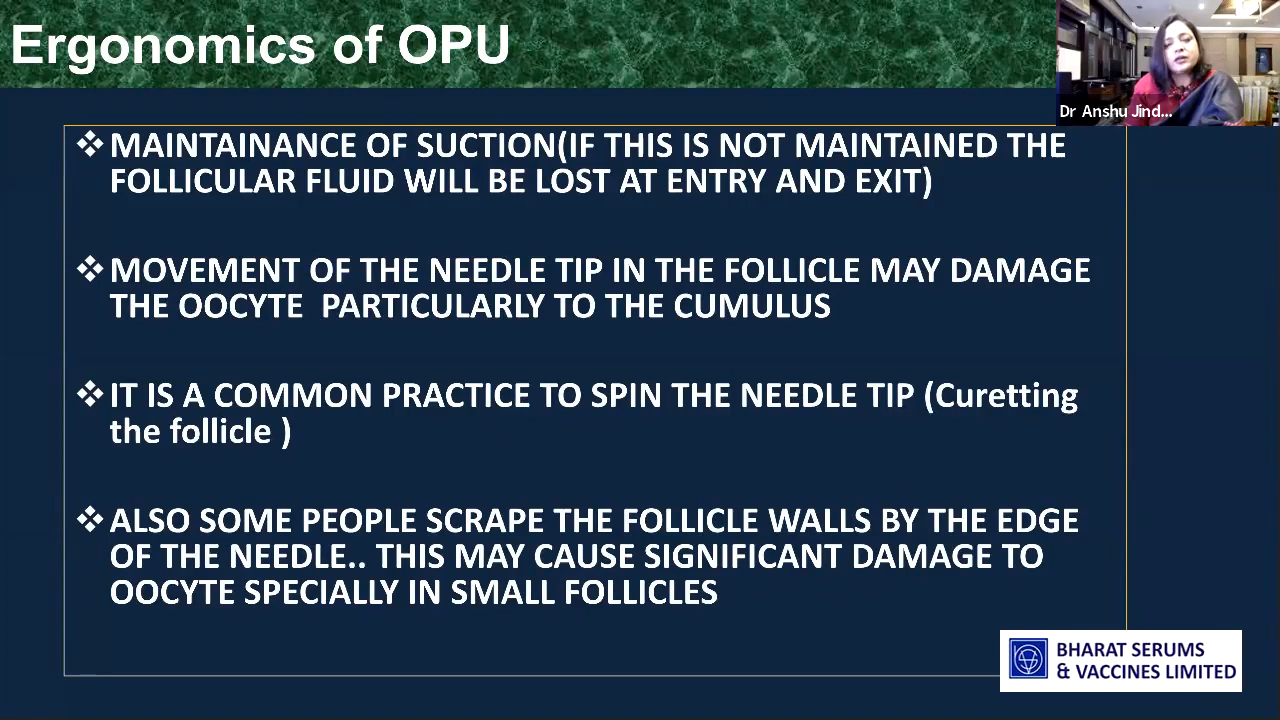 Ergonomics of OPU
Dr Anshu Jind...
❖ MAINTAINANCE OF SUCTION(IF THIS IS NOT MAINTAINED THE
FOLLICULAR FLUID WILL BE LOST AT ENTRY AND EXIT)
❖ MOVEMENT OF THE NEEDLE TIP IN THE FOLLICLE MAY DAMAGE
THE OOCYTE  PARTICULARLY TO THE CUMULUS
❖ IT IS A COMMON PRACTICE TO SPIN THE NEEDLE TIP (Curetting
the follicle )
❖ ALSO SOME PEOPLE SCRAPE THE FOLLICLE WALLS BY THE EDGE
OF THE NEEDLE.. THIS MAY CAUSE SIGNIFICANT DAMAGE TO
OOCYTE SPECIALLY IN SMALL FOLLICLES
BHARAT SERUMS
& VACCINES LIMITED